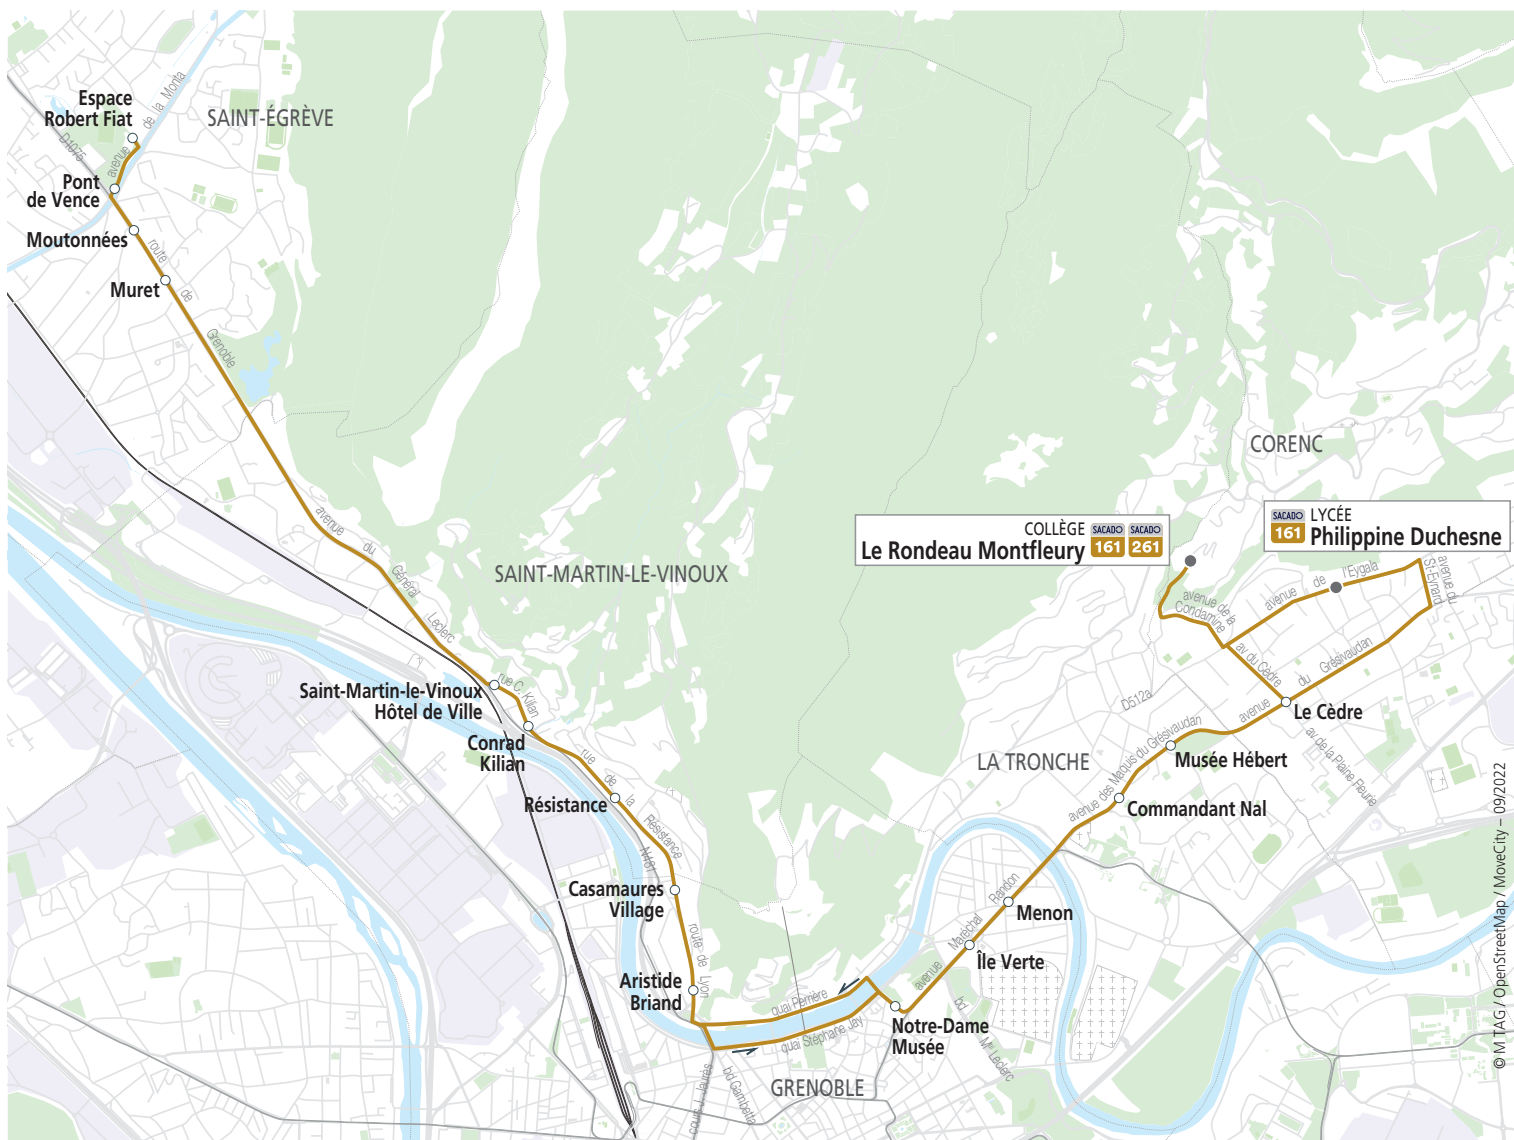 Espace
Robert Fiat
avenue
de la Monta
SAINT-ÉGRÈVE
D1075
Pont
de Vence
Moutonnées
route
de
Grenoble
Muret
avenue
du
Général
Leclerc
SAINT-MARTIN-LE-VINOUX
Saint-Martin-le-Vinoux
Hôtel de Ville
rue C. Kilian
Conrad
Kilian
rue
de
la
Résistance
Résistance
N481
Casamaures
Village
route de
Lyon
Aristide
Briand
quai Perrière
quai Stéphane Jay
cours J. Jaurès
bd Gambetta
GRENOBLE
Notre-Dame
Musée
bd
Mal Leclerc
avenue
Maréchal
Randon
Île Verte
Menon
LA TRONCHE
avenue des Maquis du Grésivaudan
Commandant Nal
Musée Hébert
D512a
avenue
du
Grésivaudan
Le Cèdre
av du Cèdre
av de la Plaine Fleurie
avenue de la
Condamine
avenue
de
l'Eygala
avenue du
St-Eynard
CORENC
COLLÈGE
Le Rondeau Montfleury
SACADO
161
SACADO
261
SACADO
161
LYCÉE
Philippine Duchesne
© M TAG / OpenStreetMap / MoveCity – 09/2022